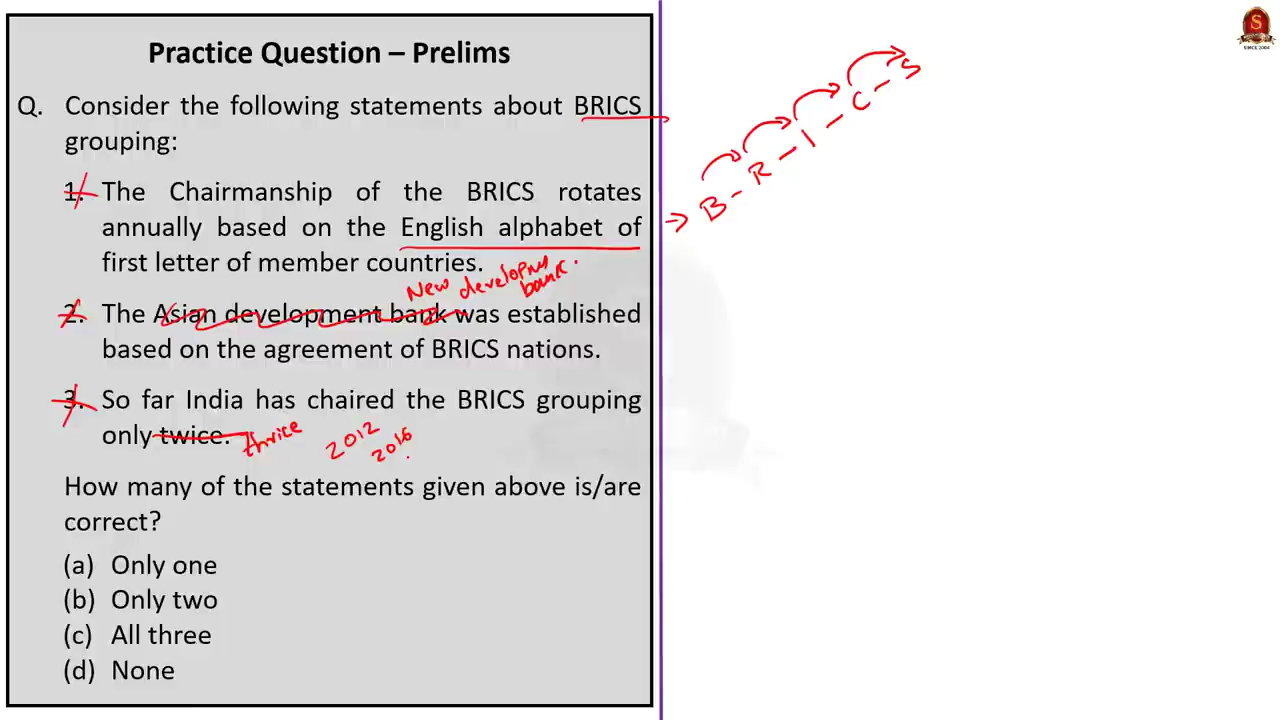 Practice Question – Prelims
Q. Consider the following statements about BRICS
grouping:
1. The Chairmanship of the BRICS rotates
annually based on the English alphabet of
first letter of member countries.
New development
bank.
2. The Asian development bank was established
based on the agreement of BRICS nations.
3. So far India has chaired the BRICS grouping
only twice. thrice 2012
2016
How many of the statements given above is/are
correct?
(a) Only one
(b) Only two
(c) All three
(d) None
B - R - I - C - S
S
SINCE 2004